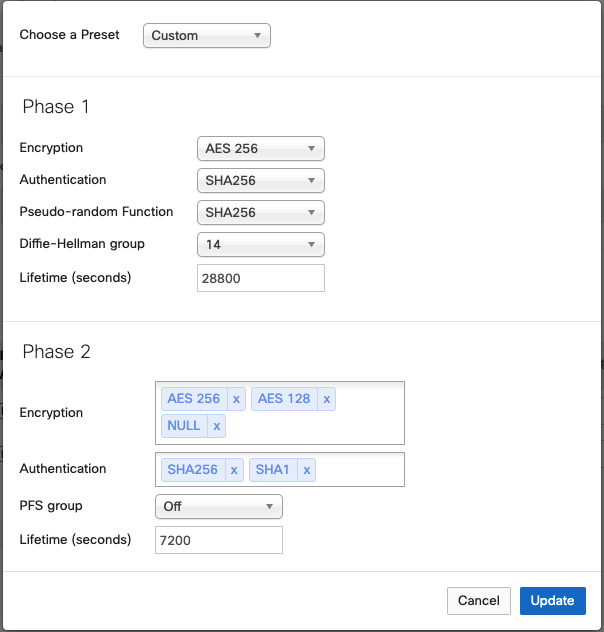 Choose a Preset Custom
Phase 1
Encryption AES 256
Authentication SHA256
Pseudo-random Function SHA256
Diffie-Hellman group 14
Lifetime (seconds) 28800
Phase 2
Encryption AES 256 x AES 128 x
NULL x
Authentication SHA256 x SHA1 x
PFS group Off
Lifetime (seconds) 7200
Cancel Update